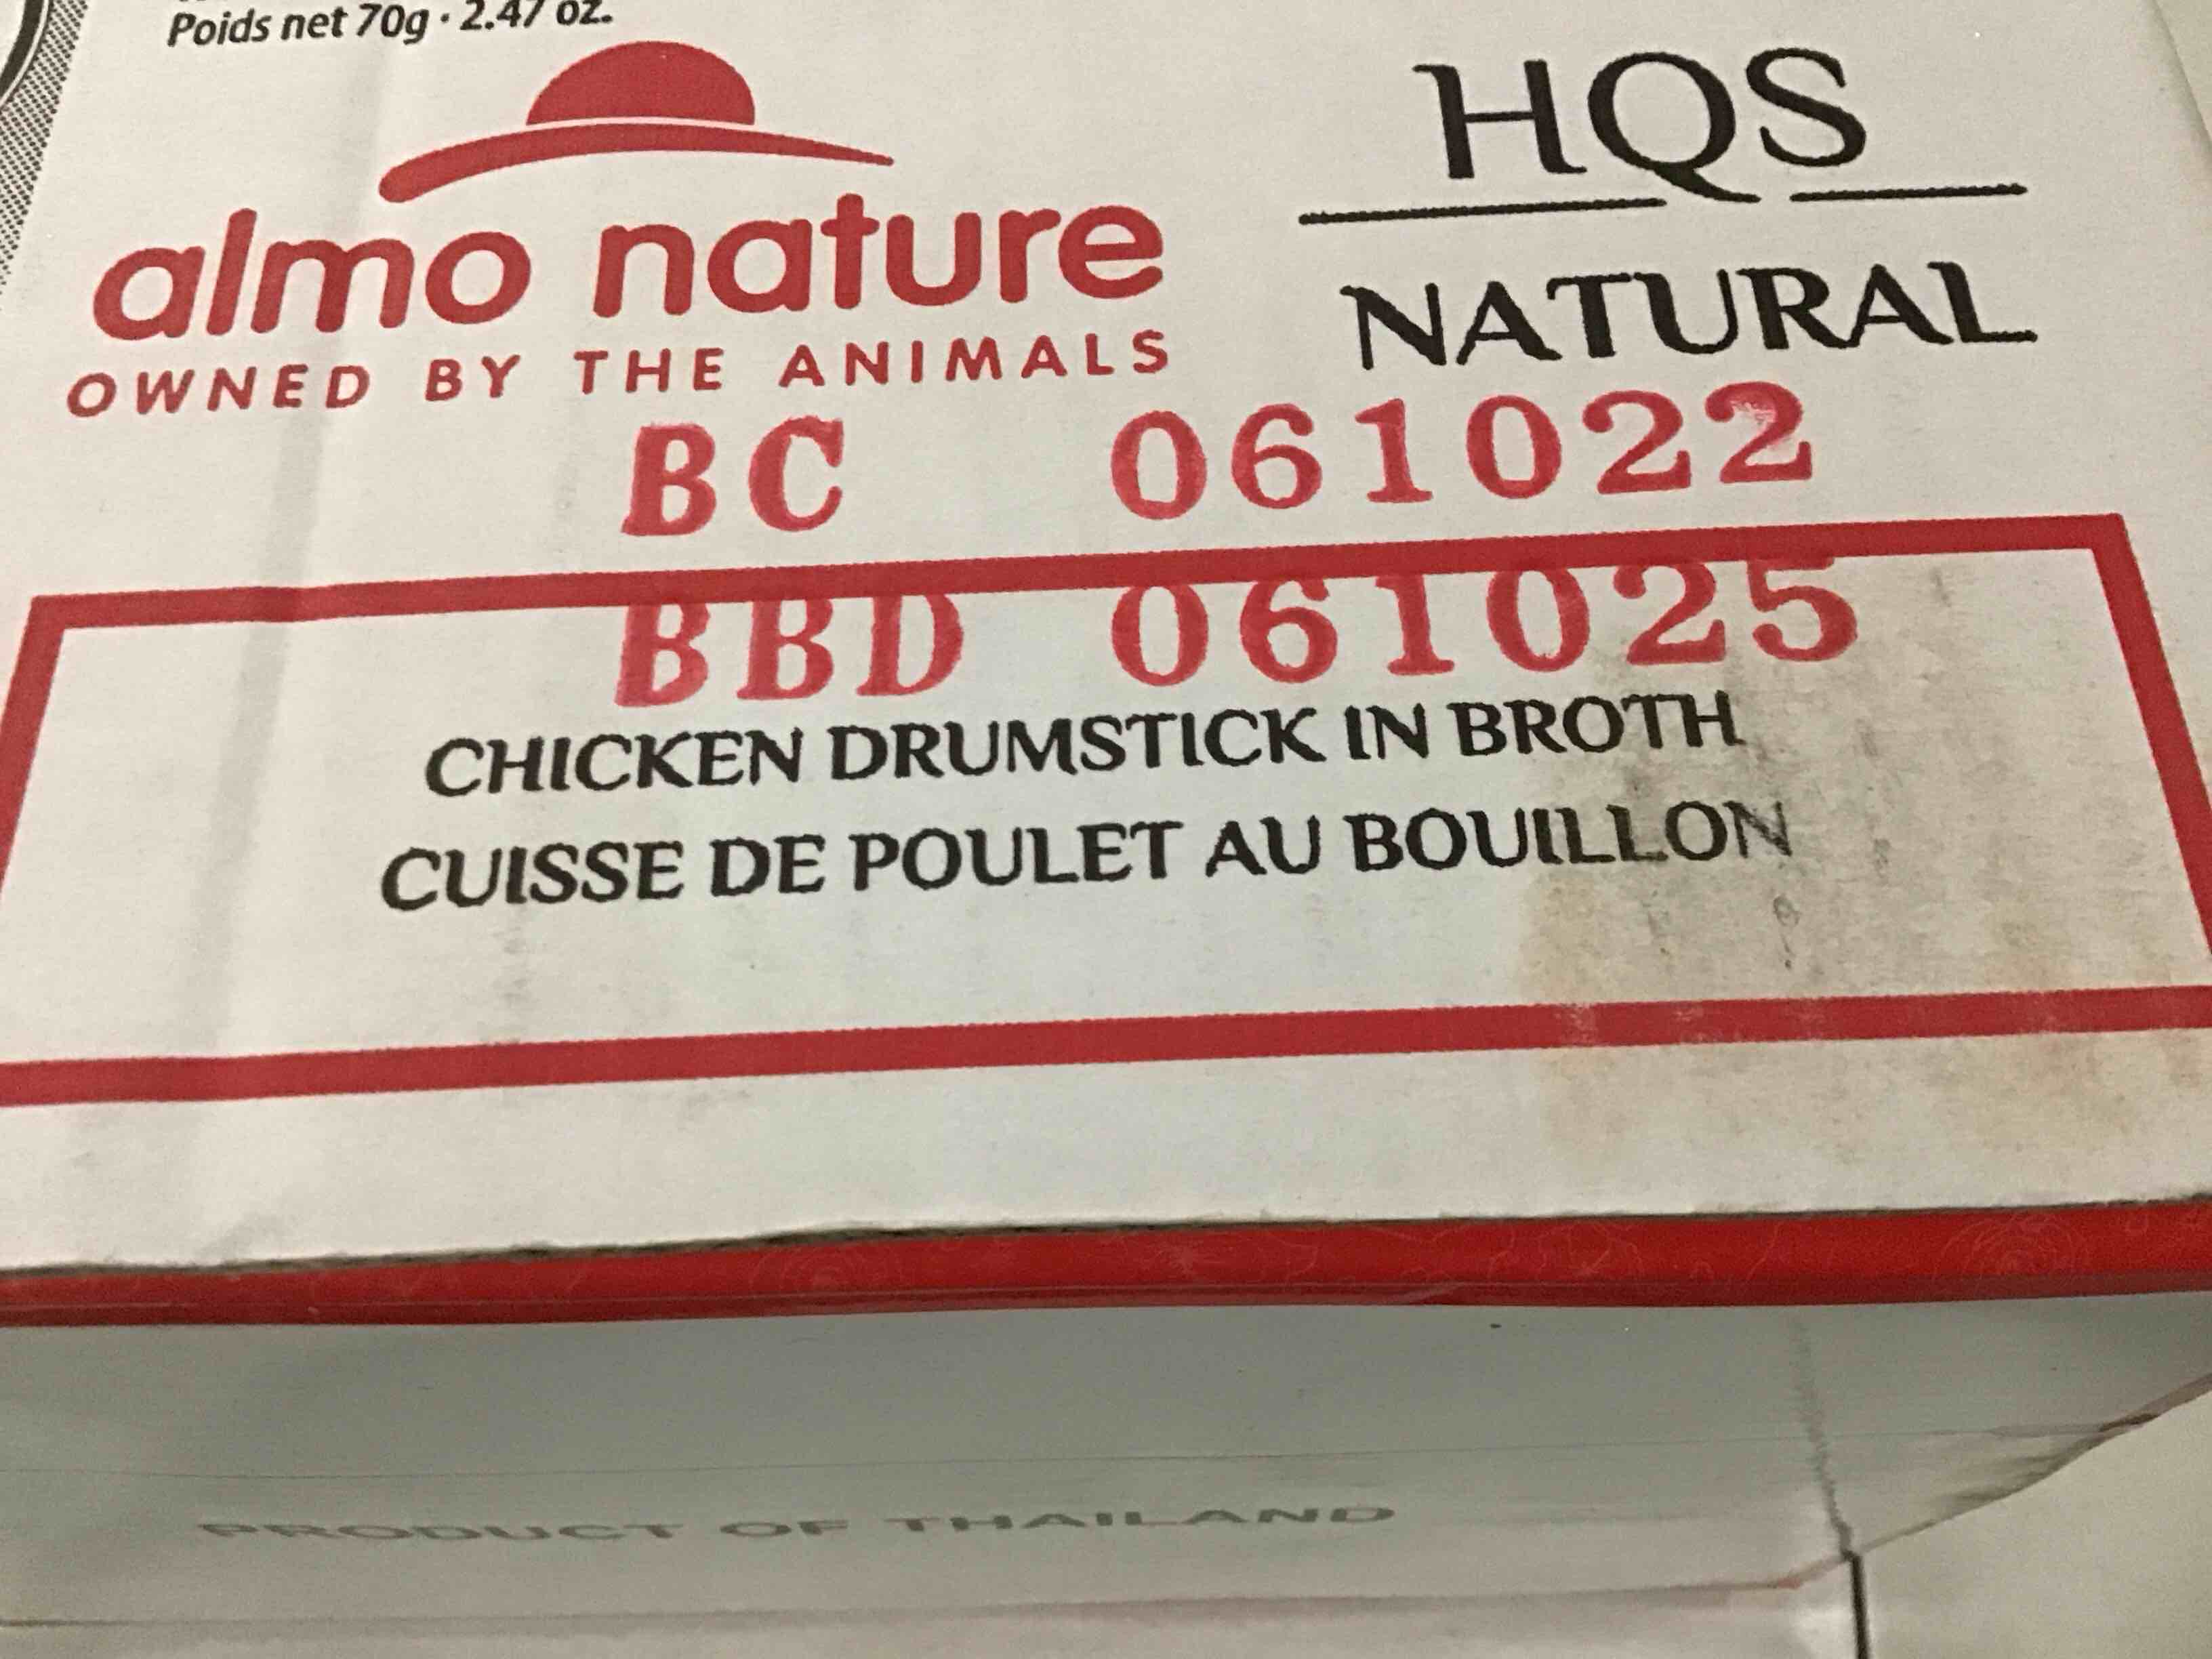 Poids net 70g · 2.47 oz.
almo nature
OWNED BY THE ANIMALS
HQS
NATURAL
BC 061022
BBD 061025
CHICKEN DRUMSTICK IN BROTH
CUISSE DE POULET AU BOUILLON
PRODUCT OF THAILAND